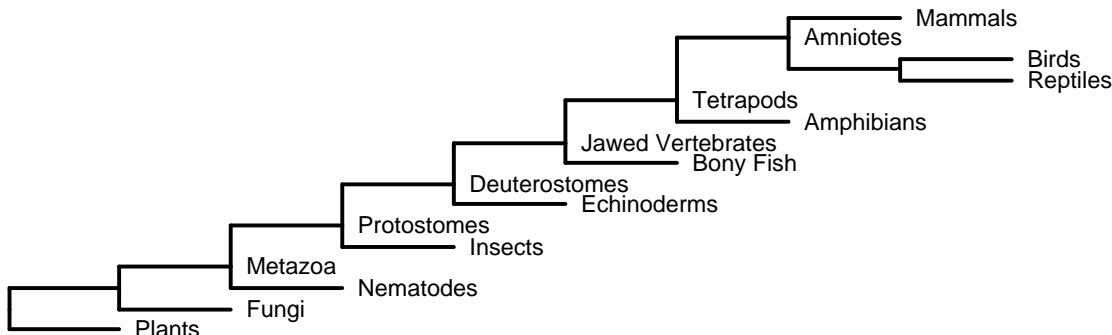 Mammals
Amniotes
Birds
Reptiles
Tetrapods
Amphibians
Jawed Vertebrates
Bony Fish
Deuterostomes
Echinoderms
Protostomes
Insects
Metazoa
Nematodes
Fungi
Plants